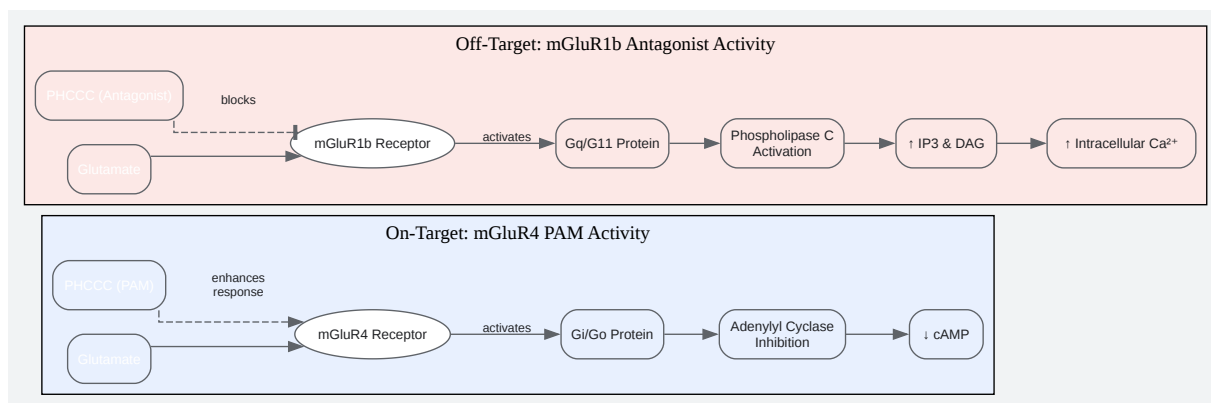 Off-Target: mGluR1b Antagonist Activity
PHCCC (Antagonist)
blocks
Glutamate
mGluR1b Receptor
activates
Gq/G11 Protein
Phospholipase C
Activation
↑ IP3 & DAG
↑ Intracellular Ca²⁺
On-Target: mGluR4 PAM Activity
PHCCC (PAM)
enhances
response
Glutamate
mGluR4 Receptor
activates
Gi/Go Protein
Adenylyl Cyclase
Inhibition
↓ cAMP